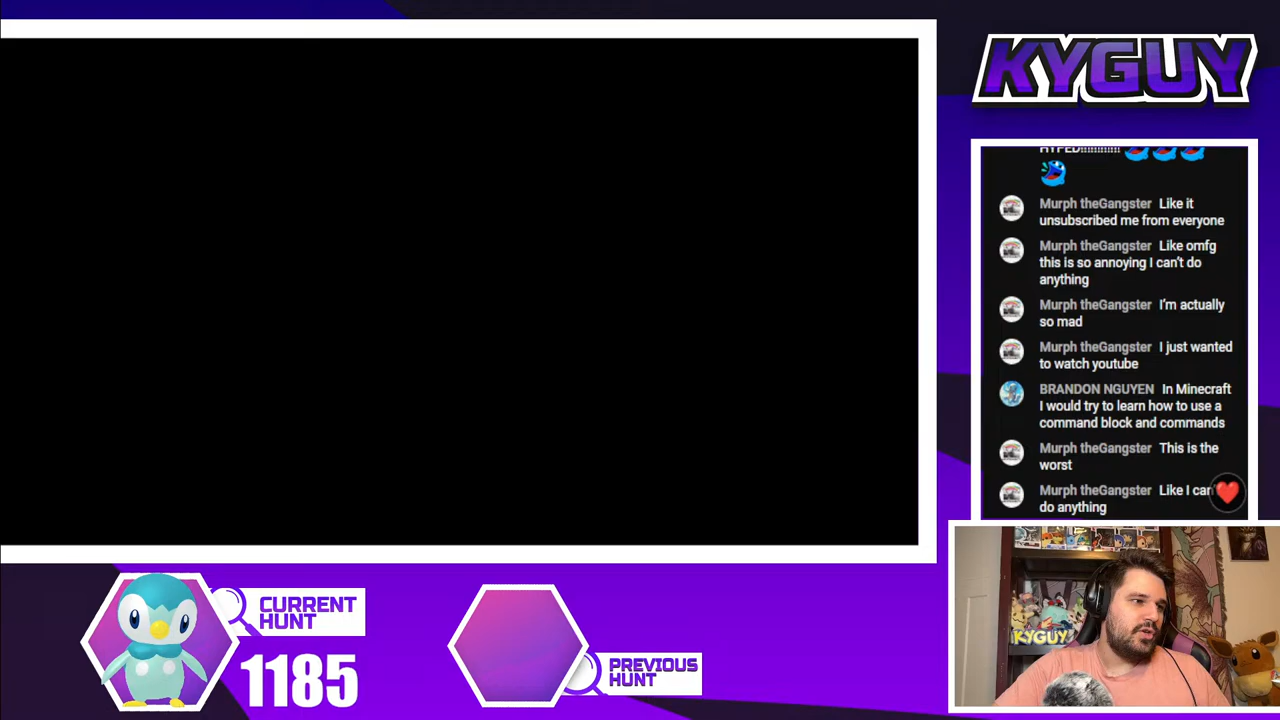 KYGUY
HYPED!!!!!!!!!!!!!
Murph theGangster Like it
unsubscribed me from everyone
Murph theGangster Like omfg
this is so annoying I can't do
anything
Murph theGangster I'm actually
so mad
Murph theGangster I just wanted
to watch youtube
BRANDON NGUYEN In Minecraft
I would try to learn how to use a
command block and commands
Murph theGangster This is the
worst
Murph theGangster Like I can
do anything
KYGUY
CURRENT
HUNT
1185
PREVIOUS
HUNT